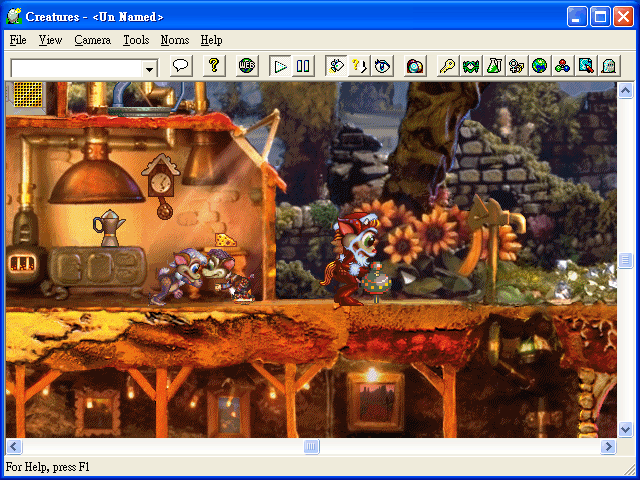 Creatures - <Un Named>
File View Camera Tools Norns Help
WEB
For Help, press F1